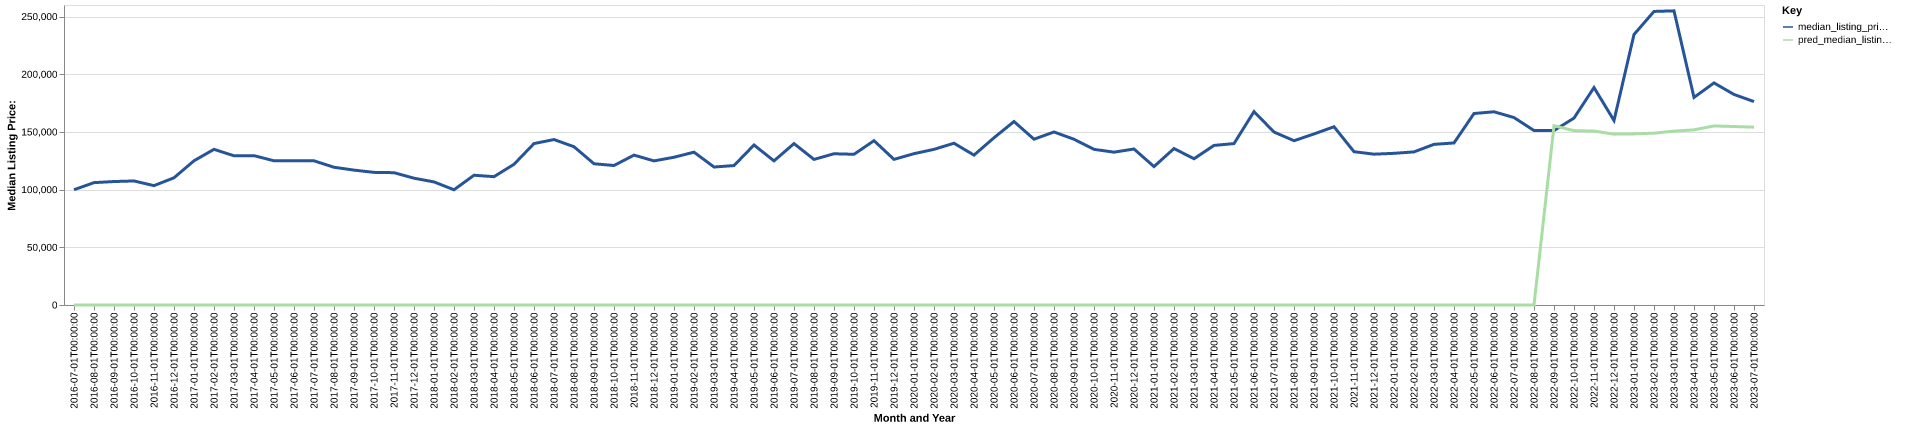 Key
median_listing_pri…
pred_median_listin…
Median Listing Price:
250,000
200,000
150,000
100,000
50,000
0
2016-07-01T00:00:00
2016-08-01T00:00:00
2016-09-01T00:00:00
2016-10-01T00:00:00
2016-11-01T00:00:00
2016-12-01T00:00:00
2017-01-01T00:00:00
2017-02-01T00:00:00
2017-03-01T00:00:00
2017-04-01T00:00:00
2017-05-01T00:00:00
2017-06-01T00:00:00
2017-07-01T00:00:00
2017-08-01T00:00:00
2017-09-01T00:00:00
2017-10-01T00:00:00
2017-11-01T00:00:00
2017-12-01T00:00:00
2018-01-01T00:00:00
2018-02-01T00:00:00
2018-03-01T00:00:00
2018-04-01T00:00:00
2018-05-01T00:00:00
2018-06-01T00:00:00
2018-07-01T00:00:00
2018-08-01T00:00:00
2018-09-01T00:00:00
2018-10-01T00:00:00
2018-11-01T00:00:00
2018-12-01T00:00:00
2019-01-01T00:00:00
2019-02-01T00:00:00
2019-03-01T00:00:00
2019-04-01T00:00:00
2019-05-01T00:00:00
2019-06-01T00:00:00
2019-07-01T00:00:00
2019-08-01T00:00:00
2019-09-01T00:00:00
2019-10-01T00:00:00
2019-11-01T00:00:00
2019-12-01T00:00:00
2020-01-01T00:00:00
2020-02-01T00:00:00
2020-03-01T00:00:00
2020-04-01T00:00:00
2020-05-01T00:00:00
2020-06-01T00:00:00
2020-07-01T00:00:00
2020-08-01T00:00:00
2020-09-01T00:00:00
2020-10-01T00:00:00
2020-11-01T00:00:00
2020-12-01T00:00:00
2021-01-01T00:00:00
2021-02-01T00:00:00
2021-03-01T00:00:00
2021-04-01T00:00:00
2021-05-01T00:00:00
2021-06-01T00:00:00
2021-07-01T00:00:00
2021-08-01T00:00:00
2021-09-01T00:00:00
2021-10-01T00:00:00
2021-11-01T00:00:00
2021-12-01T00:00:00
2022-01-01T00:00:00
2022-02-01T00:00:00
2022-03-01T00:00:00
2022-04-01T00:00:00
2022-05-01T00:00:00
2022-06-01T00:00:00
2022-07-01T00:00:00
2022-08-01T00:00:00
2022-09-01T00:00:00
2022-10-01T00:00:00
2022-11-01T00:00:00
2022-12-01T00:00:00
2023-01-01T00:00:00
2023-02-01T00:00:00
2023-03-01T00:00:00
2023-04-01T00:00:00
2023-05-01T00:00:00
2023-06-01T00:00:00
2023-07-01T00:00:00
Month and Year